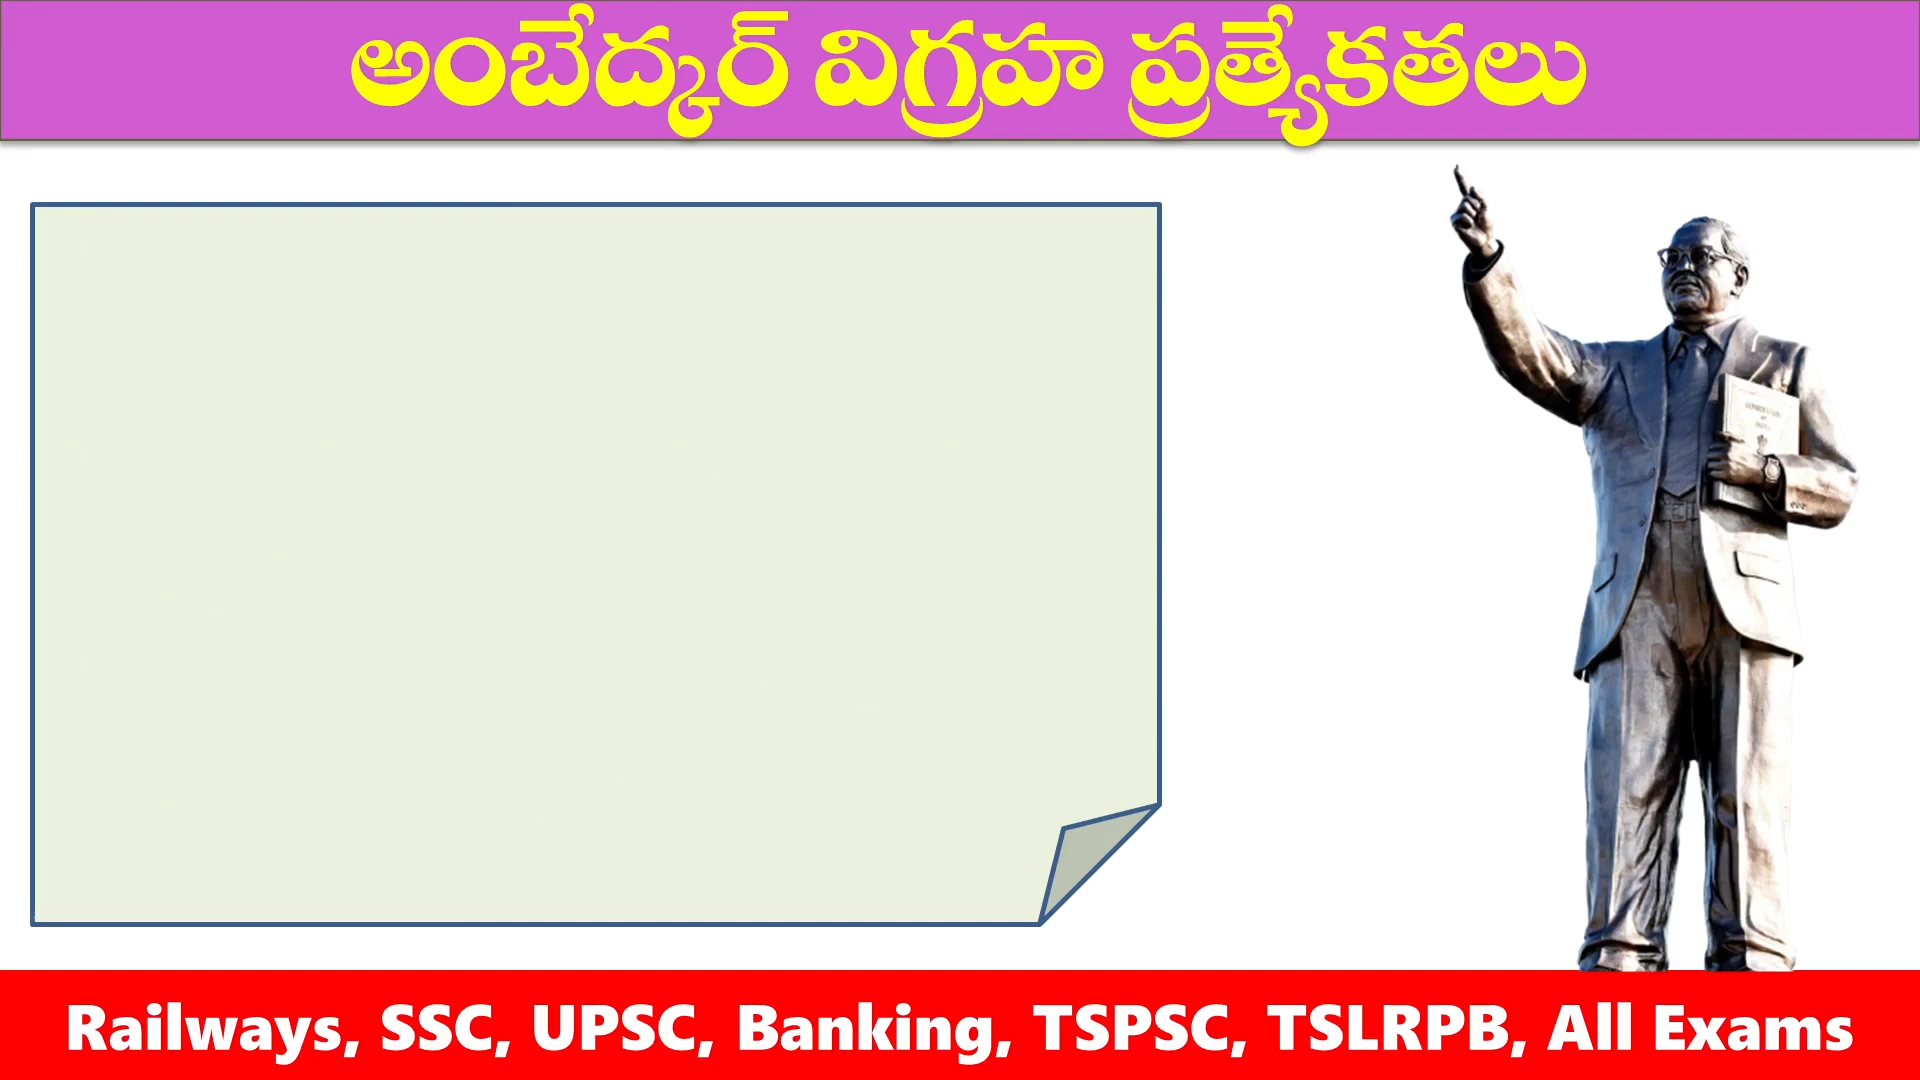 అంబేద్కర్ విగ్రహ ప్రత్యేకతలు
Railways, SSC, UPSC, Banking, TSPSC, TSLRPB, All Exams